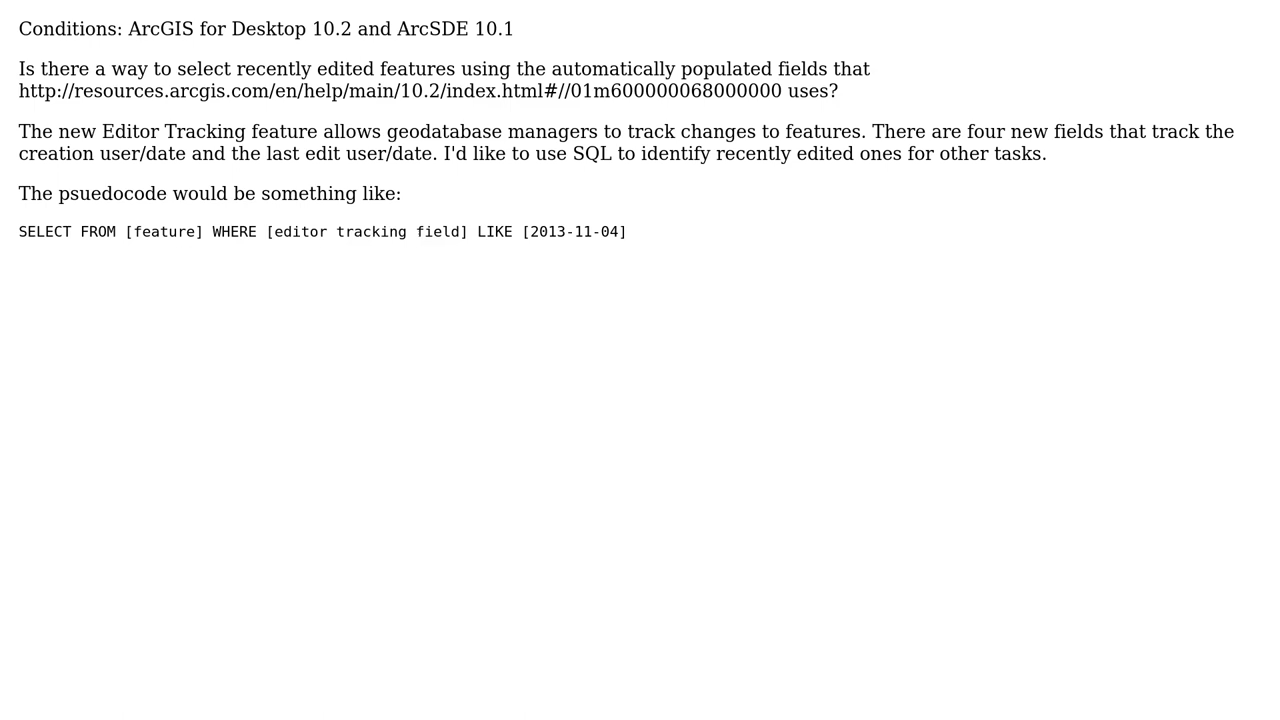 Conditions: ArcGIS for Desktop 10.2 and ArcSDE 10.1
Is there a way to select recently edited features using the automatically populated fields that
http://resources.arcgis.com/en/help/main/10.2/index.html#//01m600000068000000 uses?
The new Editor Tracking feature allows geodatabase managers to track changes to features. There are four new fields that track the
creation user/date and the last edit user/date. I'd like to use SQL to identify recently edited ones for other tasks.
The psuedocode would be something like:
SELECT FROM [feature] WHERE [editor tracking field] LIKE [2013-11-04]